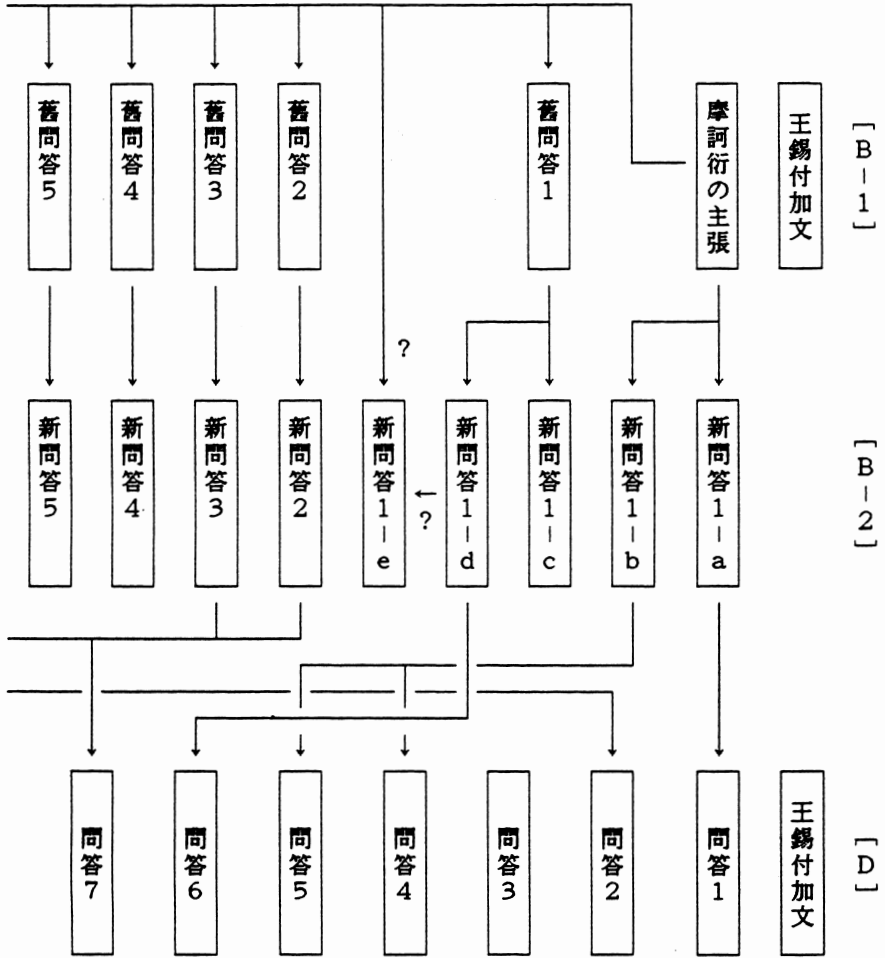 [B-1]
王錫付加文
摩訶衍の主張
舊問答1
舊問答2
舊問答3
舊問答4
舊問答5
?
[B-2]
新問答1-a
新問答1-b
新問答1-c
新問答1-d
?
新問答1-e
新問答2
新問答3
新問答4
新問答5
[D]
王錫付加文
問答1
問答2
問答3
問答4
問答5
問答6
問答7